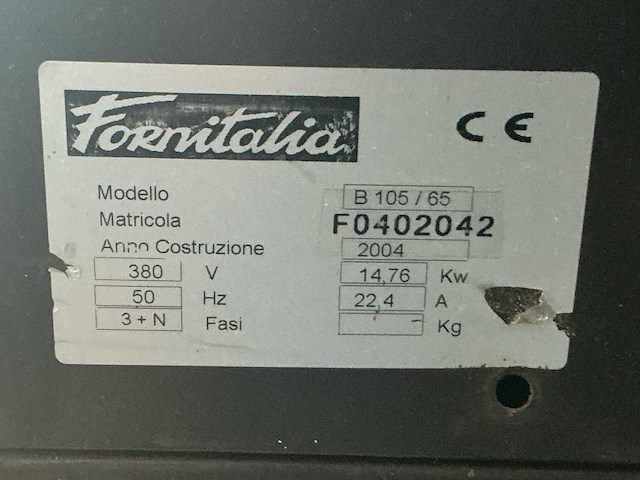 Fornitalia CE
Modello B 105 / 65
Matricola F0402042
Anno Costruzione 2004
380 V 14,76 Kw
50 Hz 22,4 A
3 + N Fasi Kg